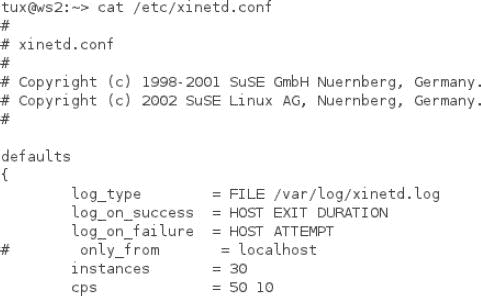 tux@ws2:~> cat /etc/xinetd.conf
#
# xinetd.conf
#
# Copyright (c) 1998-2001 SuSE GmbH Nuernberg, Germany.
# Copyright (c) 2002 SuSE Linux AG, Nuernberg, Germany.
#

defaults
{
        log_type        = FILE /var/log/xinetd.log
        log_on_success  = HOST EXIT DURATION
        log_on_failure  = HOST ATTEMPT
#        only_from       = localhost
        instances       = 30
        cps             = 50 10